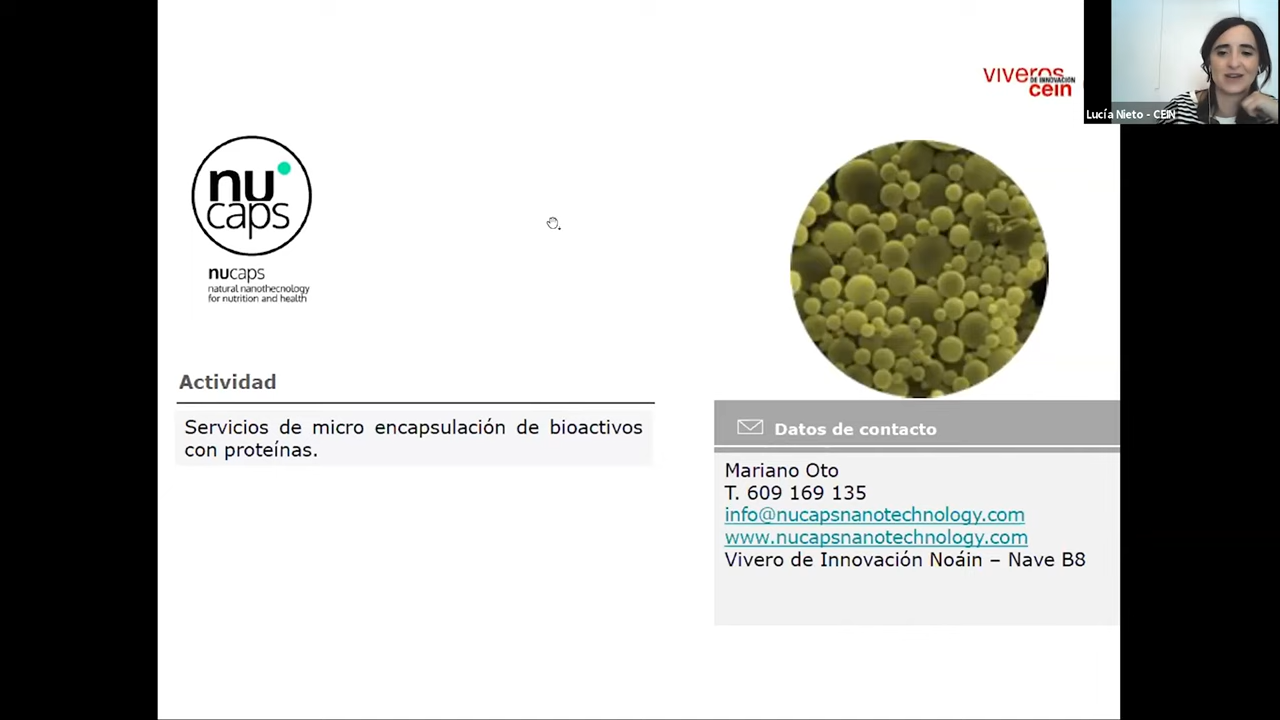 viveros
DE INNOVACIÓN
cein
Lucía Nieto - CEIN
nu
caps
nucaps
natural nanothecnology
for nutrition and health
Actividad
Servicios de micro encapsulación de bioactivos
con proteínas.
Datos de contacto
Mariano Oto
T. 609 169 135
info@nucapsnanotechnology.com
www.nucapsnanotechnology.com
Vivero de Innovación Noáin – Nave B8